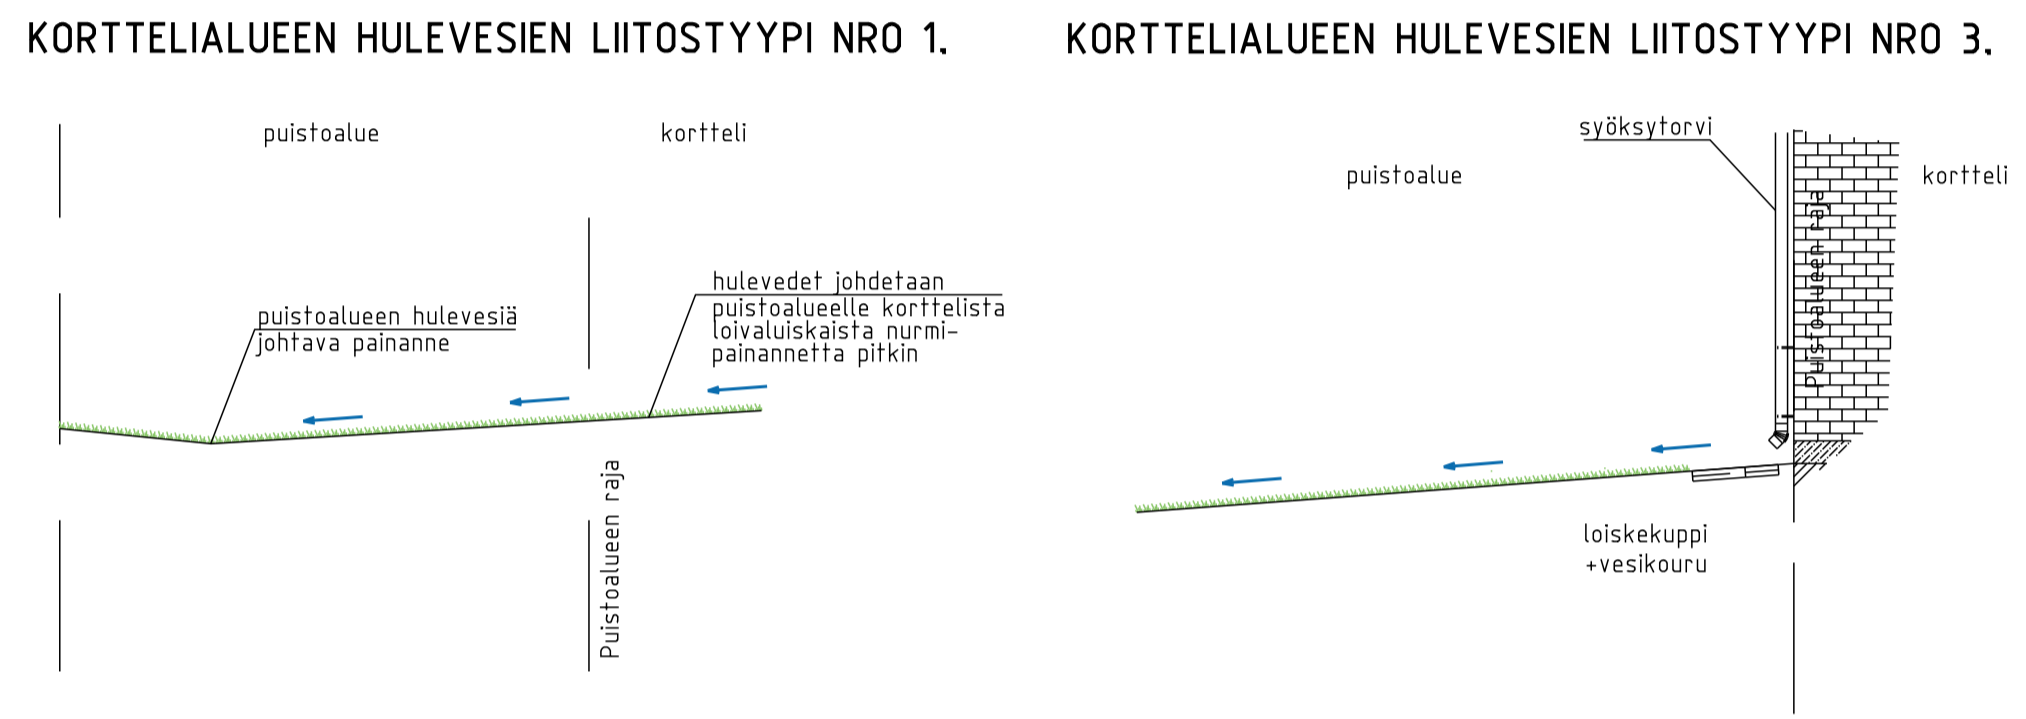 KORTTELIALUEEN HULEVESIEN LIITOSTYYPI NRO 1.
puistoalue
kortteli
puistoalueen hulevesiä
johtava painanne
hulevedet johdetaan
puistoalueelle korttelista
loivaluiskaista nurmi-
painannetta pitkin
Puistoalueen raja
KORTTELIALUEEN HULEVESIEN LIITOSTYYPI NRO 3.
syöksytorvi
puistoalue
kortteli
Puistoalueen raja
loiskekuppi
+vesikouru